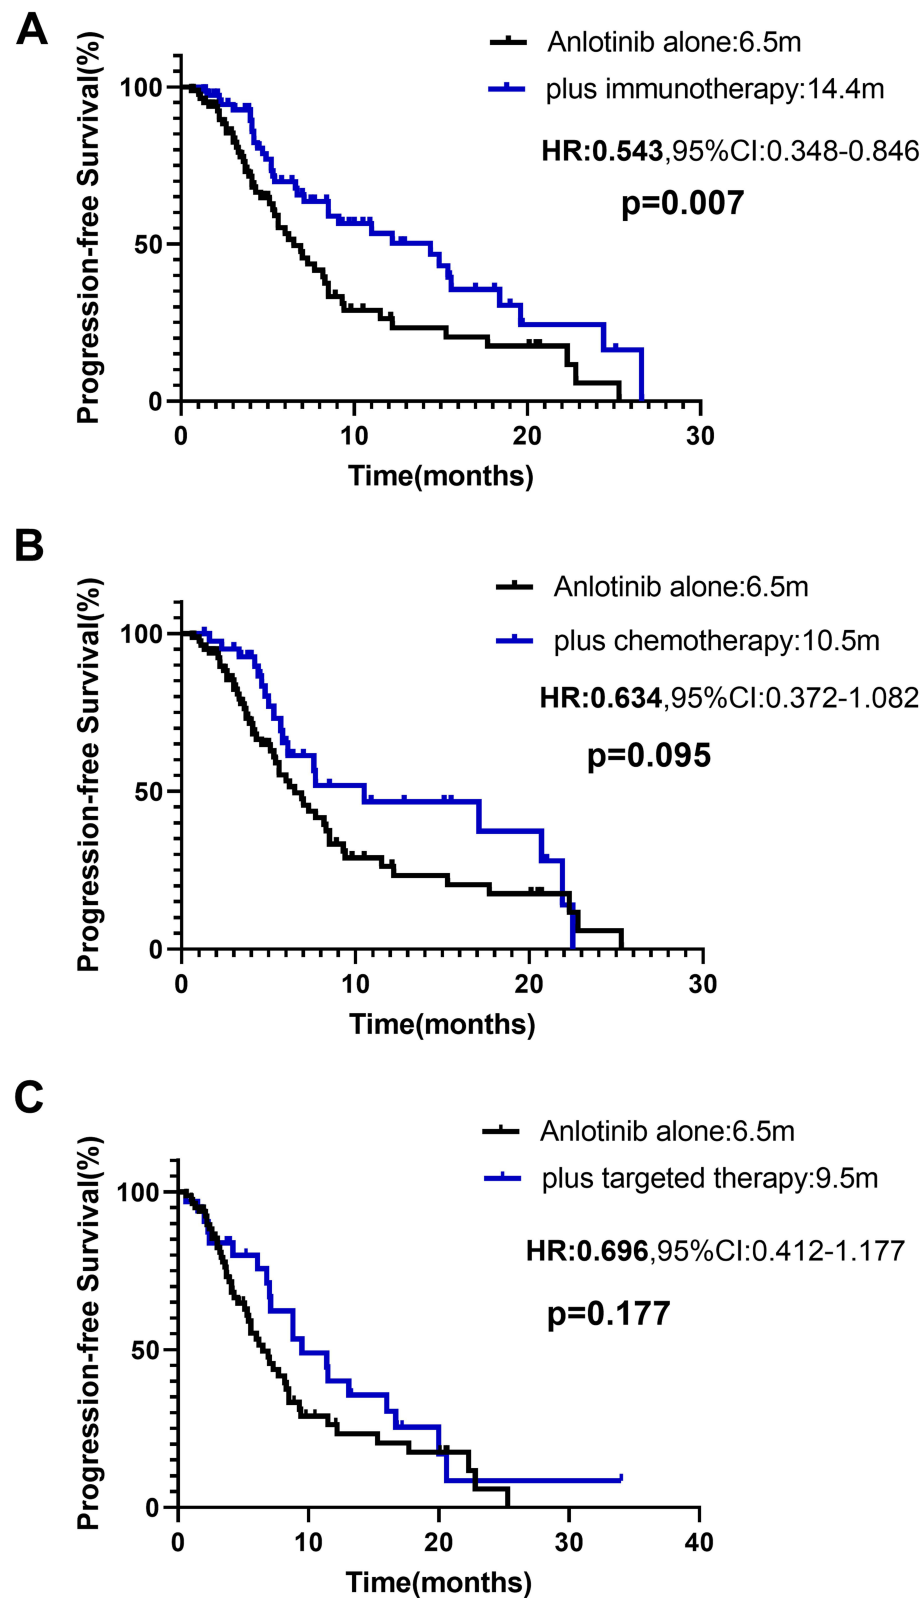 A
Anlotinib alone:6.5m
plus immunotherapy:14.4m
HR:0.543,95%CI:0.348-0.846
p=0.007
Progression-free Survival(%)
100
50
0
0 10 20 30
Time(months)
B
Anlotinib alone:6.5m
plus chemotherapy:10.5m
HR:0.634,95%CI:0.372-1.082
p=0.095
Progression-free Survival(%)
100
50
0
0 10 20 30
Time(months)
C
Anlotinib alone:6.5m
plus targeted therapy:9.5m
HR:0.696,95%CI:0.412-1.177
p=0.177
Progression-free Survival(%)
100
50
0
0 10 20 30 40
Time(months)